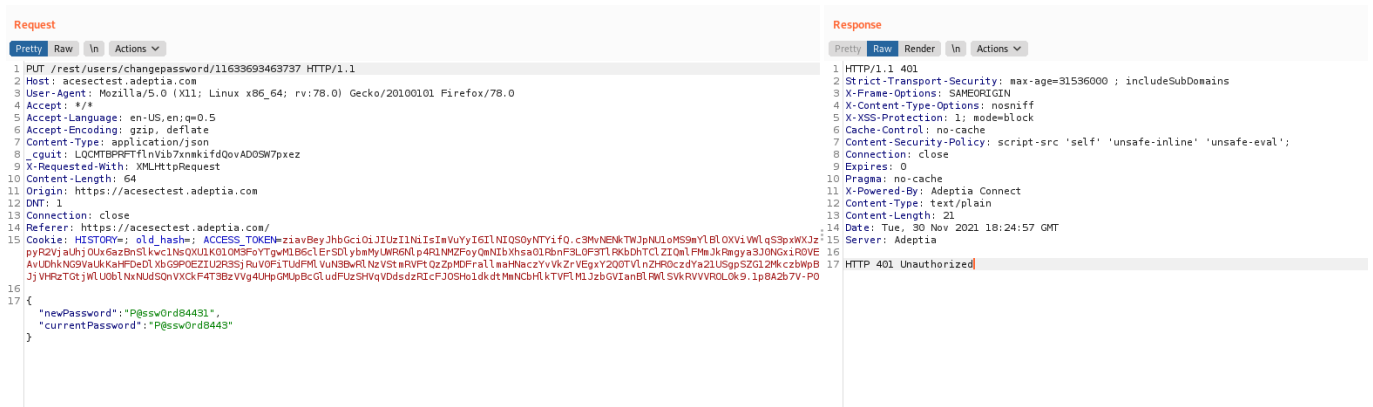 Request
Pretty Raw \n Actions
1 PUT /rest/users/changepassword/11633693463737 HTTP/1.1
2 Host: acesectest.adeptia.com
3 User-Agent: Mozilla/5.0 (X11; Linux x86_64; rv:78.0) Gecko/20100101 Firefox/78.0
4 Accept: */*
5 Accept-Language: en-US,en;q=0.5
6 Accept-Encoding: gzip, deflate
7 Content-Type: application/json
8 _cguit: LQCMTBPRFTflnVib7xnmkifdQovAD0SW7pxez
9 X-Requested-With: XMLHttpRequest
10 Content-Length: 64
11 Origin: https://acesectest.adeptia.com
12 DNT: 1
13 Connection: close
14 Referer: https://acesectest.adeptia.com/
15 Cookie: HISTORY=; old_hash=;
16
17 {
"newPassword":"P@ssw0rd84431",
"currentPassword":"P@ssw0rd8443"
}
Response
Pretty Raw Render \n Actions
1 HTTP/1.1 401
2 Strict-Transport-Security: max-age=31536000 ; includeSubDomains
3 X-Frame-Options: SAMEORIGIN
4 X-Content-Type-Options: nosniff
5 X-XSS-Protection: 1; mode=block
6 Cache-Control: no-cache
7 Content-Security-Policy: script-src 'self' 'unsafe-inline' 'unsafe-eval';
8 Connection: close
9 Expires: 0
10 Pragma: no-cache
11 X-Powered-By: Adeptia Connect
12 Content-Type: text/plain
13 Content-Length: 21
14 Date: Tue, 30 Nov 2021 18:24:57 GMT
15 Server: Adeptia
16
17 HTTP 401 Unauthorized